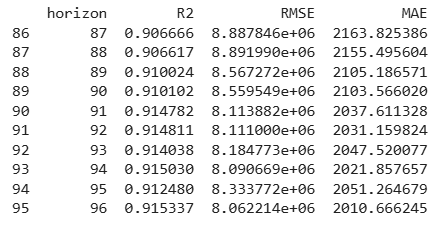 horizon R2 RMSE MAE
86 87 0.906666 8.887846e+06 2163.825386
87 88 0.906617 8.891990e+06 2155.495604
88 89 0.910024 8.567272e+06 2105.186571
89 90 0.910102 8.559549e+06 2103.566020
90 91 0.914782 8.113882e+06 2037.611328
91 92 0.914811 8.111000e+06 2031.159824
92 93 0.914038 8.184773e+06 2047.520077
93 94 0.915030 8.090669e+06 2021.857657
94 95 0.912480 8.333772e+06 2051.264679
95 96 0.915337 8.062214e+06 2010.666245